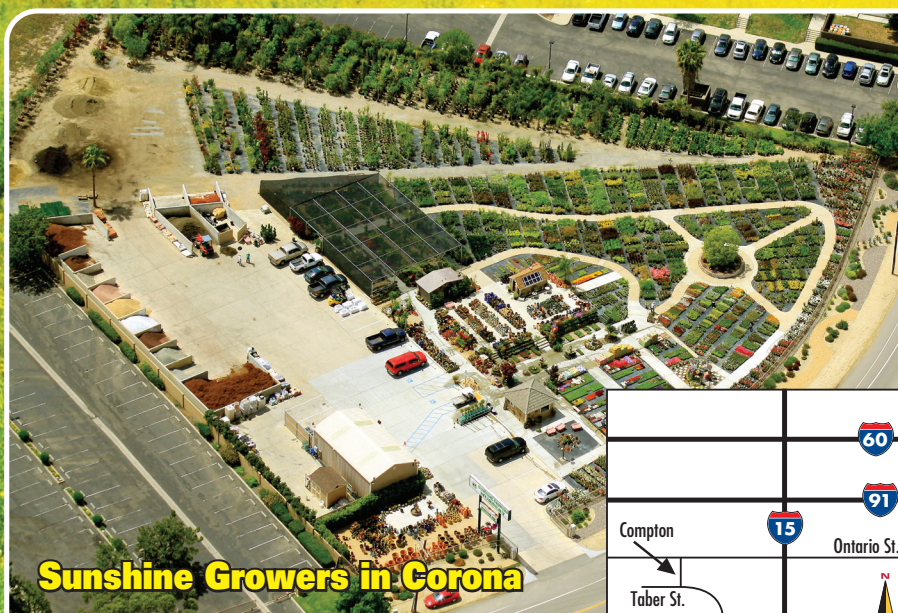 60
91
15
Compton
Ontario St.
Taber St.
N
Sunshine Growers in Corona